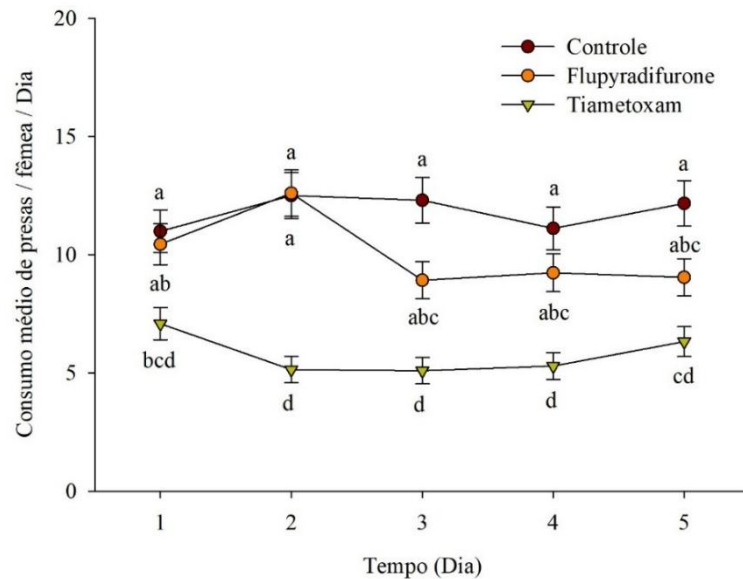 20
15
10
5
0
Consumo médio de presas / fêmea / Dia
Controle
Flupyradifurone
Tiametoxam
a
a
a
a
a
ab
a
abc
abc
abc
bcd
d
d
d
cd
1 2 3 4 5
Tempo (Dia)